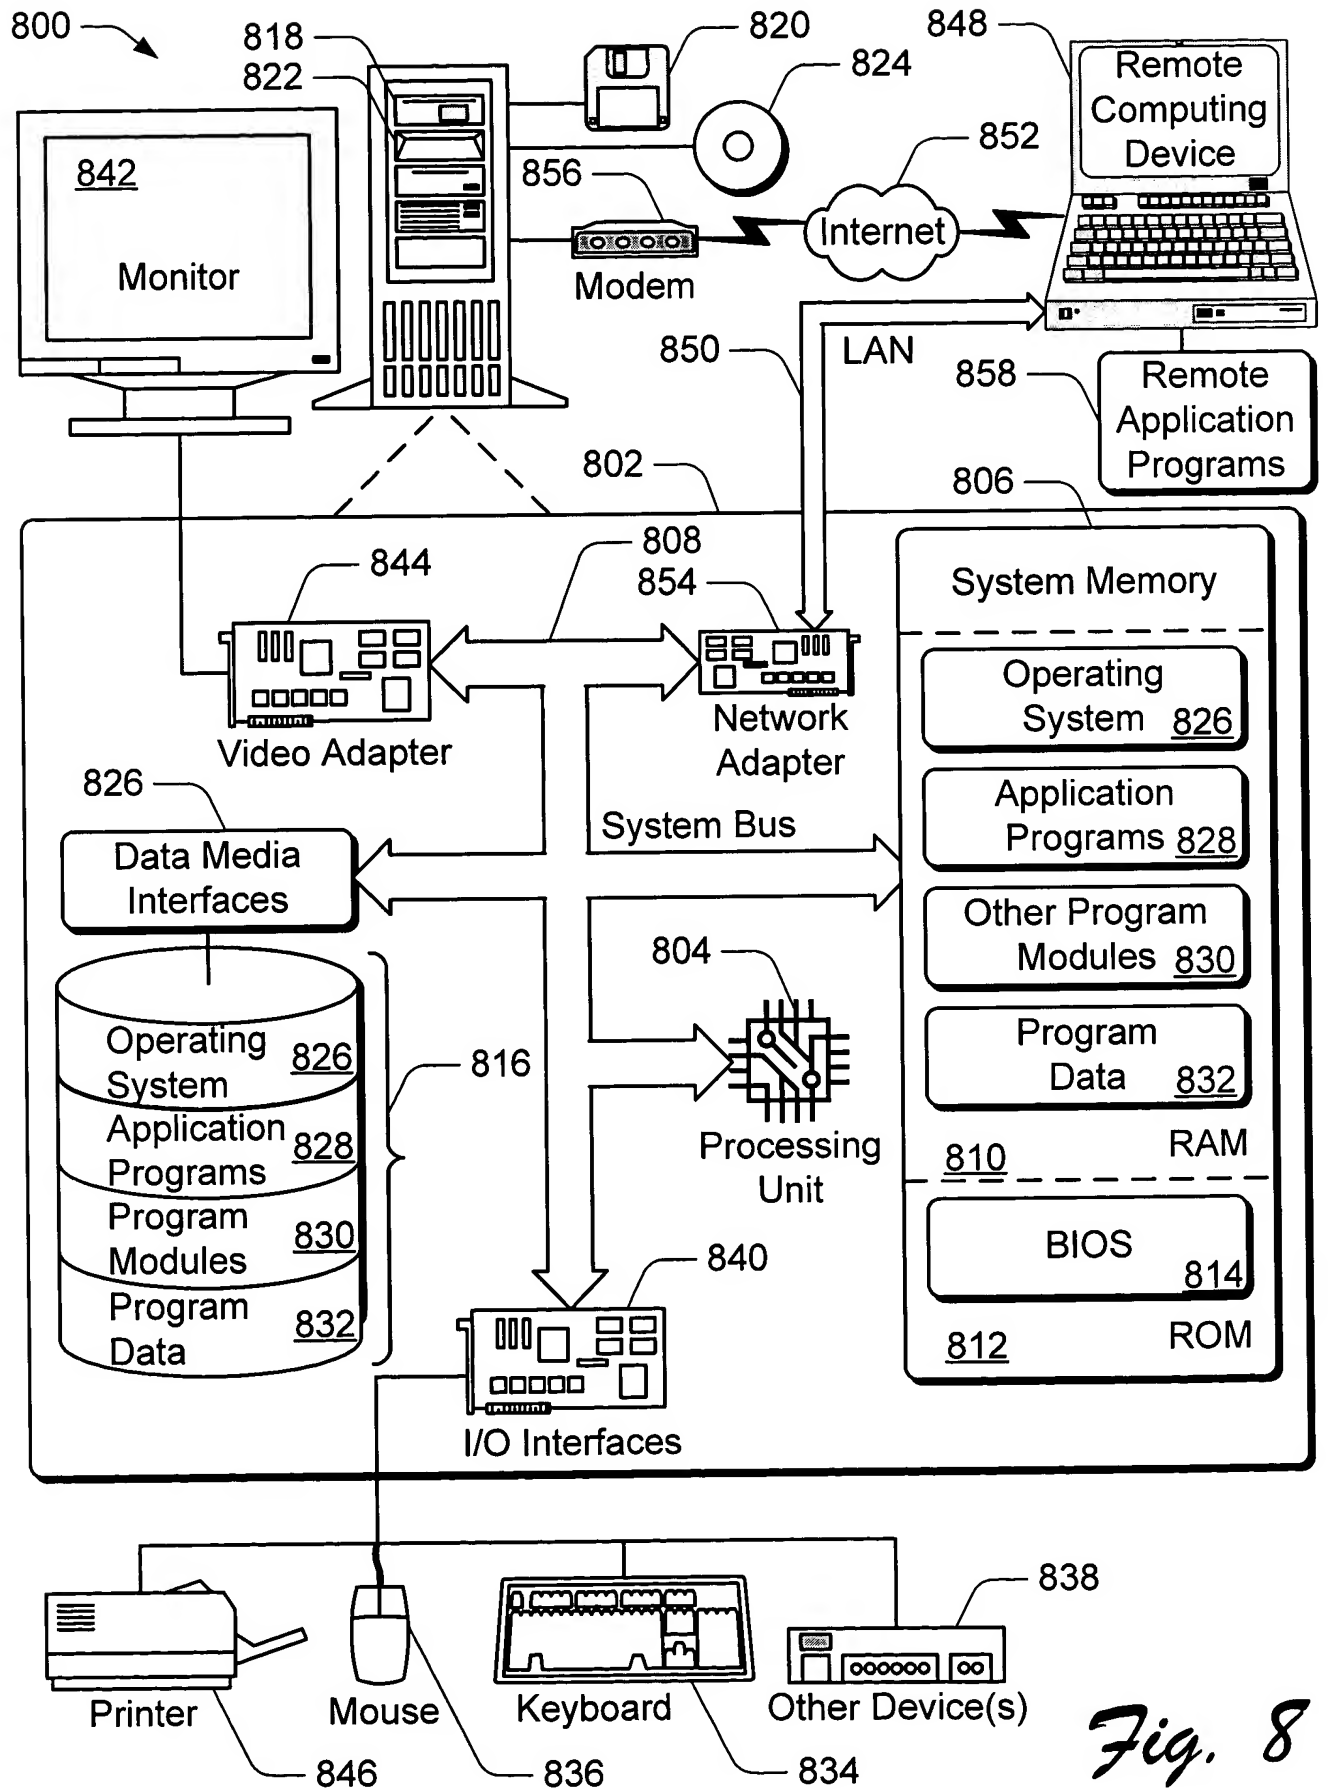 800
818
822
820
824
848
Remote
Computing
Device
842
Monitor
856
Modem
852
Internet
850
LAN
858
Remote
Application
Programs
802
806
808
844
854
System Memory
Video Adapter
Network
Adapter
Operating
System 826
Application
Programs 828
Other Program
Modules 830
Program
Data 832
810 RAM
BIOS
814
812 ROM
826
Data Media
Interfaces
System Bus
804
Processing
Unit
Operating
System 826
Application
Programs 828
Program
Modules 830
Program
Data 832
816
840
I/O Interfaces
838
Printer
Mouse
Keyboard
Other Device(s)
846
836
834
Fig. 8